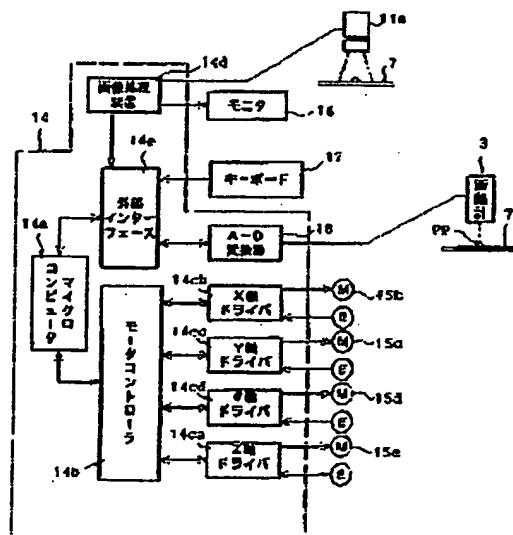 11a
14d
7
画像処理
装置
モニタ
14
16
14e
17
3
キーボード
外部
インター
フェース
14a
18
A-D
変換器
PP
7
マイクロ
コンピュータ
14cb
X軸
ドライバ
M
15b
E
モータコントローラ
Y軸
ドライバ
M
15a
E
14cd
θ軸
ドライバ
M
15d
E
14b
Z軸
ドライバ
M
E